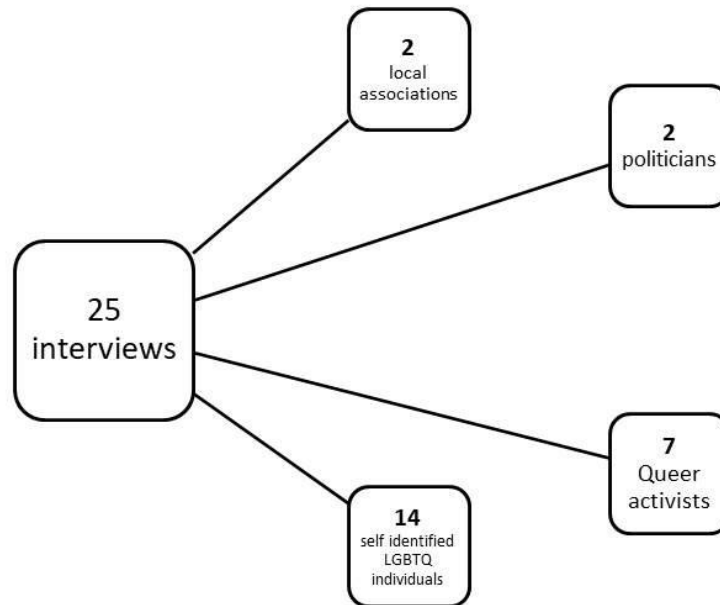 2
local
associations
2
politicians
25
interviews
7
Queer
activists
14
self identified
LGBTQ
individuals